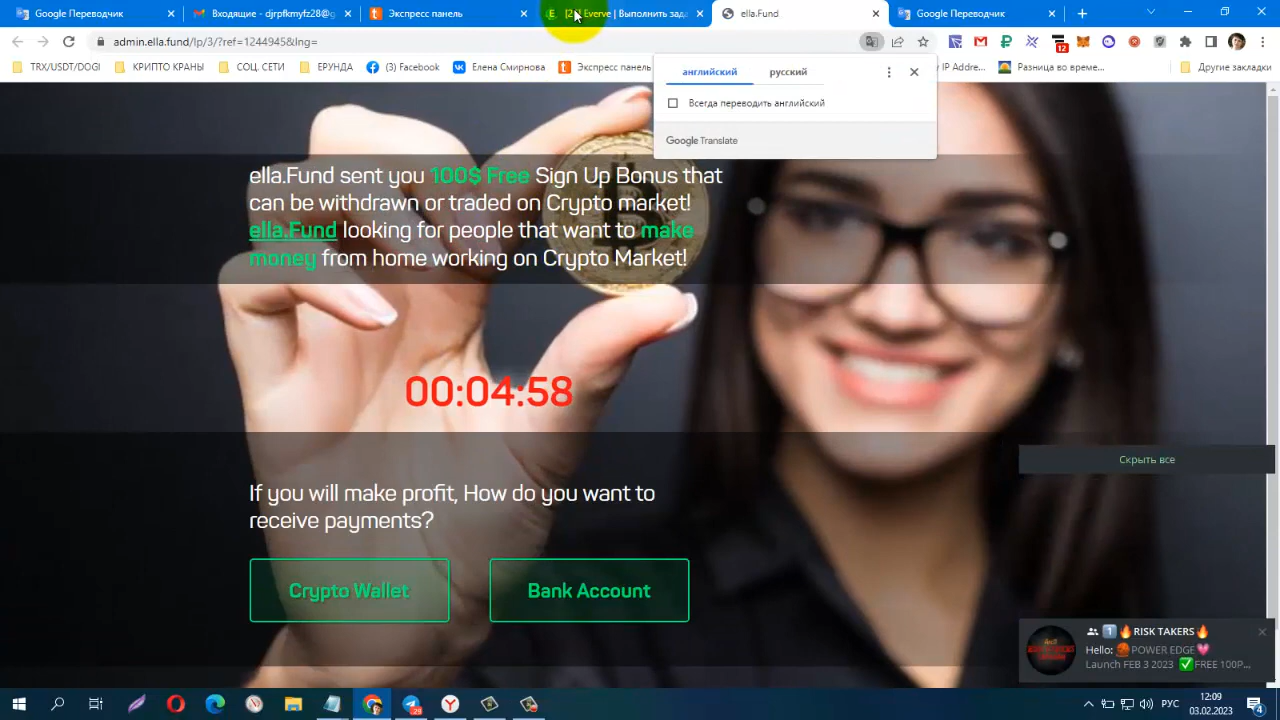 Google Переводчик
Входящие - djrpfkmyfz28@g
Экспресс панель
Everve | Выполнить зада
ella.Fund
Google Переводчик
admin.ella.fund/lp/3/?ref=1244945&lng=
12
TRX/USDT/DOGI
КРИПТО КРАНЫ
СОЦ. СЕТИ
ЕРУНДА
(3) Facebook
Елена Смирнова
Экспресс панель
IP Address...
Разница во време...
Другие закладки
английский
русский
Всегда переводить английский
Google Translate
ella.Fund sent you 100$ Free Sign Up Bonus that
can be withdrawn or traded on Crypto market!
ella.Fund looking for people that want to make
money from home working on Crypto Market!
00:04:58
If you will make profit, How do you want to
receive payments?
Crypto Wallet
Bank Account
Скрыть все
1 RISK TAKERS
Hello: POWER EDGE
Launch FEB 3 2023 FREE 100P...
РУС
12:09
03.02.2023
4